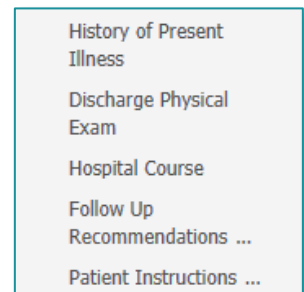 History of Present
Illness
Discharge Physical
Exam
Hospital Course
Follow Up
Recommendations ...
Patient Instructions ...